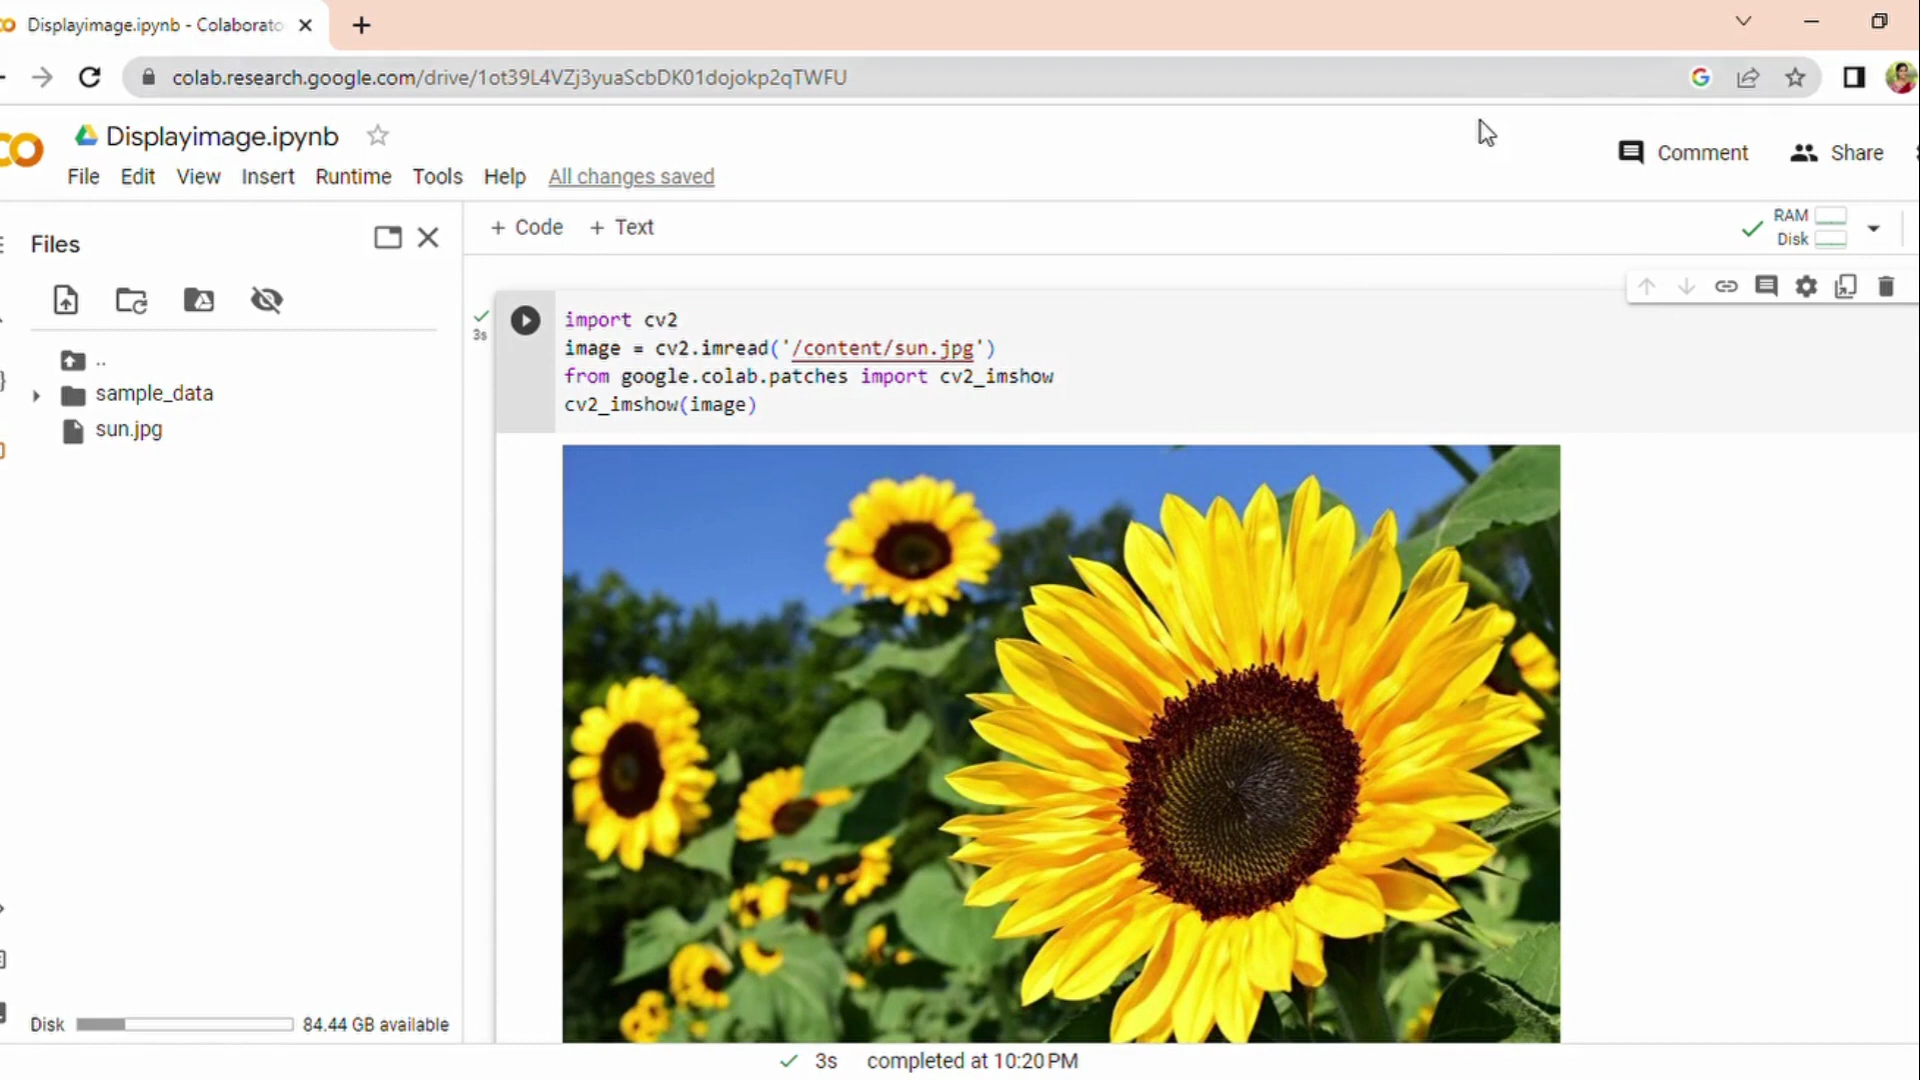 Displayimage.ipynb - Colaborato
colab.research.google.com/drive/1ot39L4VZj3yuaScbDK01dojokp2qTWFU
Displayimage.ipynb
Comment
Share
File Edit View Insert Runtime Tools Help All changes saved
Files
+ Code + Text
RAM
Disk
..
sample_data
sun.jpg
3s
import cv2
image = cv2.imread('/content/sun.jpg')
from google.colab.patches import cv2_imshow
cv2_imshow(image)
Disk 84.44 GB available
3s completed at 10:20 PM